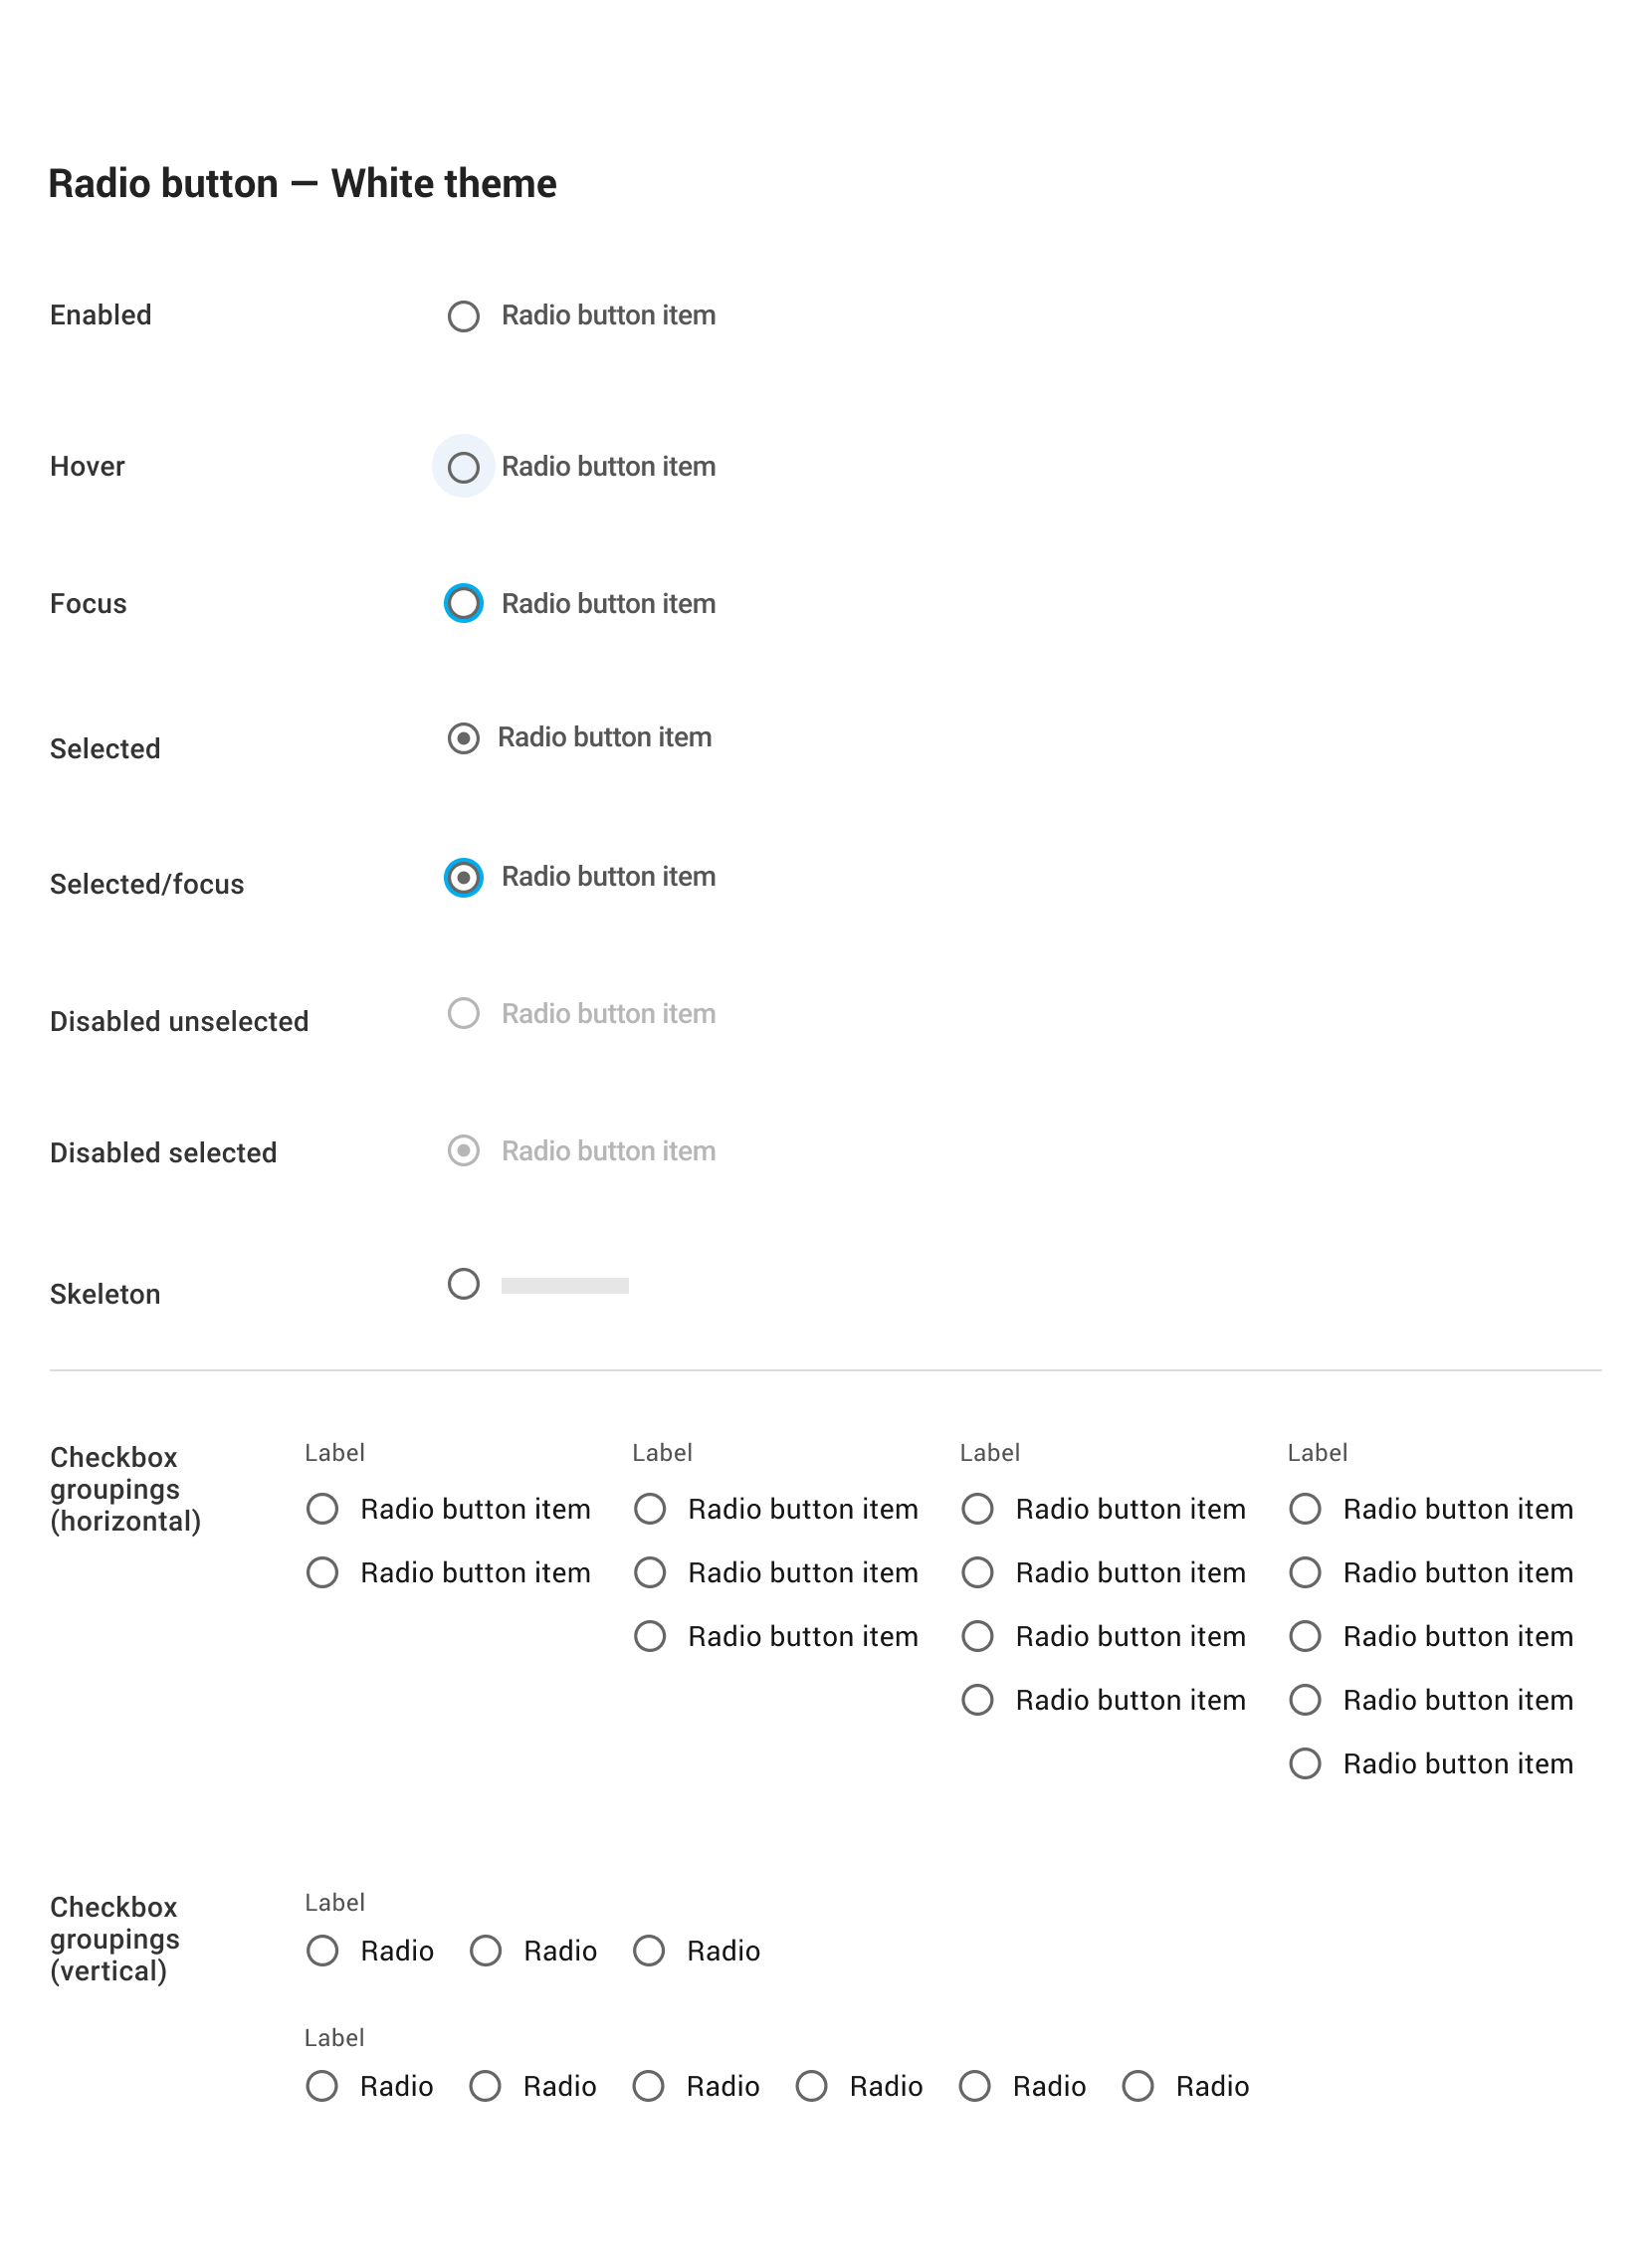 Radio button — White theme
Enabled
Radio button item
Hover
Radio button item
Focus
Radio button item
Selected
Radio button item
Selected/focus
Radio button item
Disabled unselected
Radio button item
Disabled selected
Radio button item
Skeleton
Checkbox
groupings
(horizontal)
Label
Radio button item
Radio button item
Label
Radio button item
Radio button item
Radio button item
Label
Radio button item
Radio button item
Radio button item
Radio button item
Label
Radio button item
Radio button item
Radio button item
Radio button item
Radio button item
Checkbox
groupings
(vertical)
Label
Radio Radio Radio
Label
Radio Radio Radio Radio Radio Radio